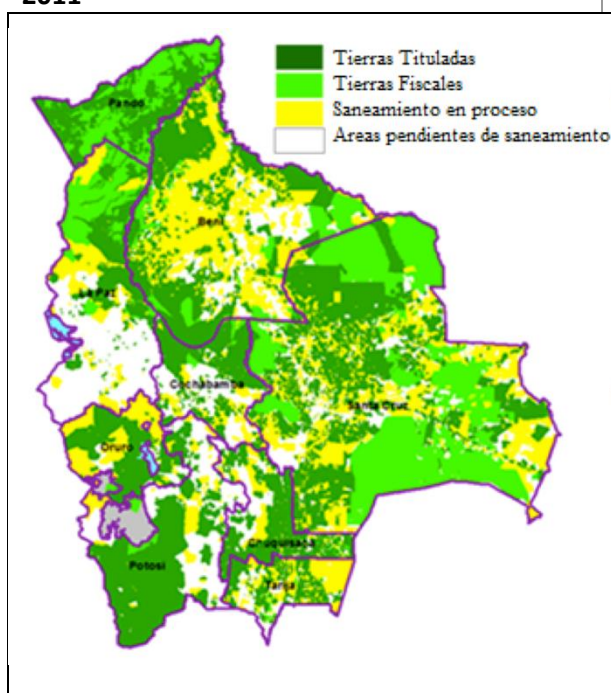 2011
Tierras Tituladas
Tierras Fiscales
Saneamiento en proceso
Areas pendientes de saneamiento
Pando
Beni
La Paz
Cochabamba
Santa Cruz
Oruro
Chuquisaca
Potosi
Tarija